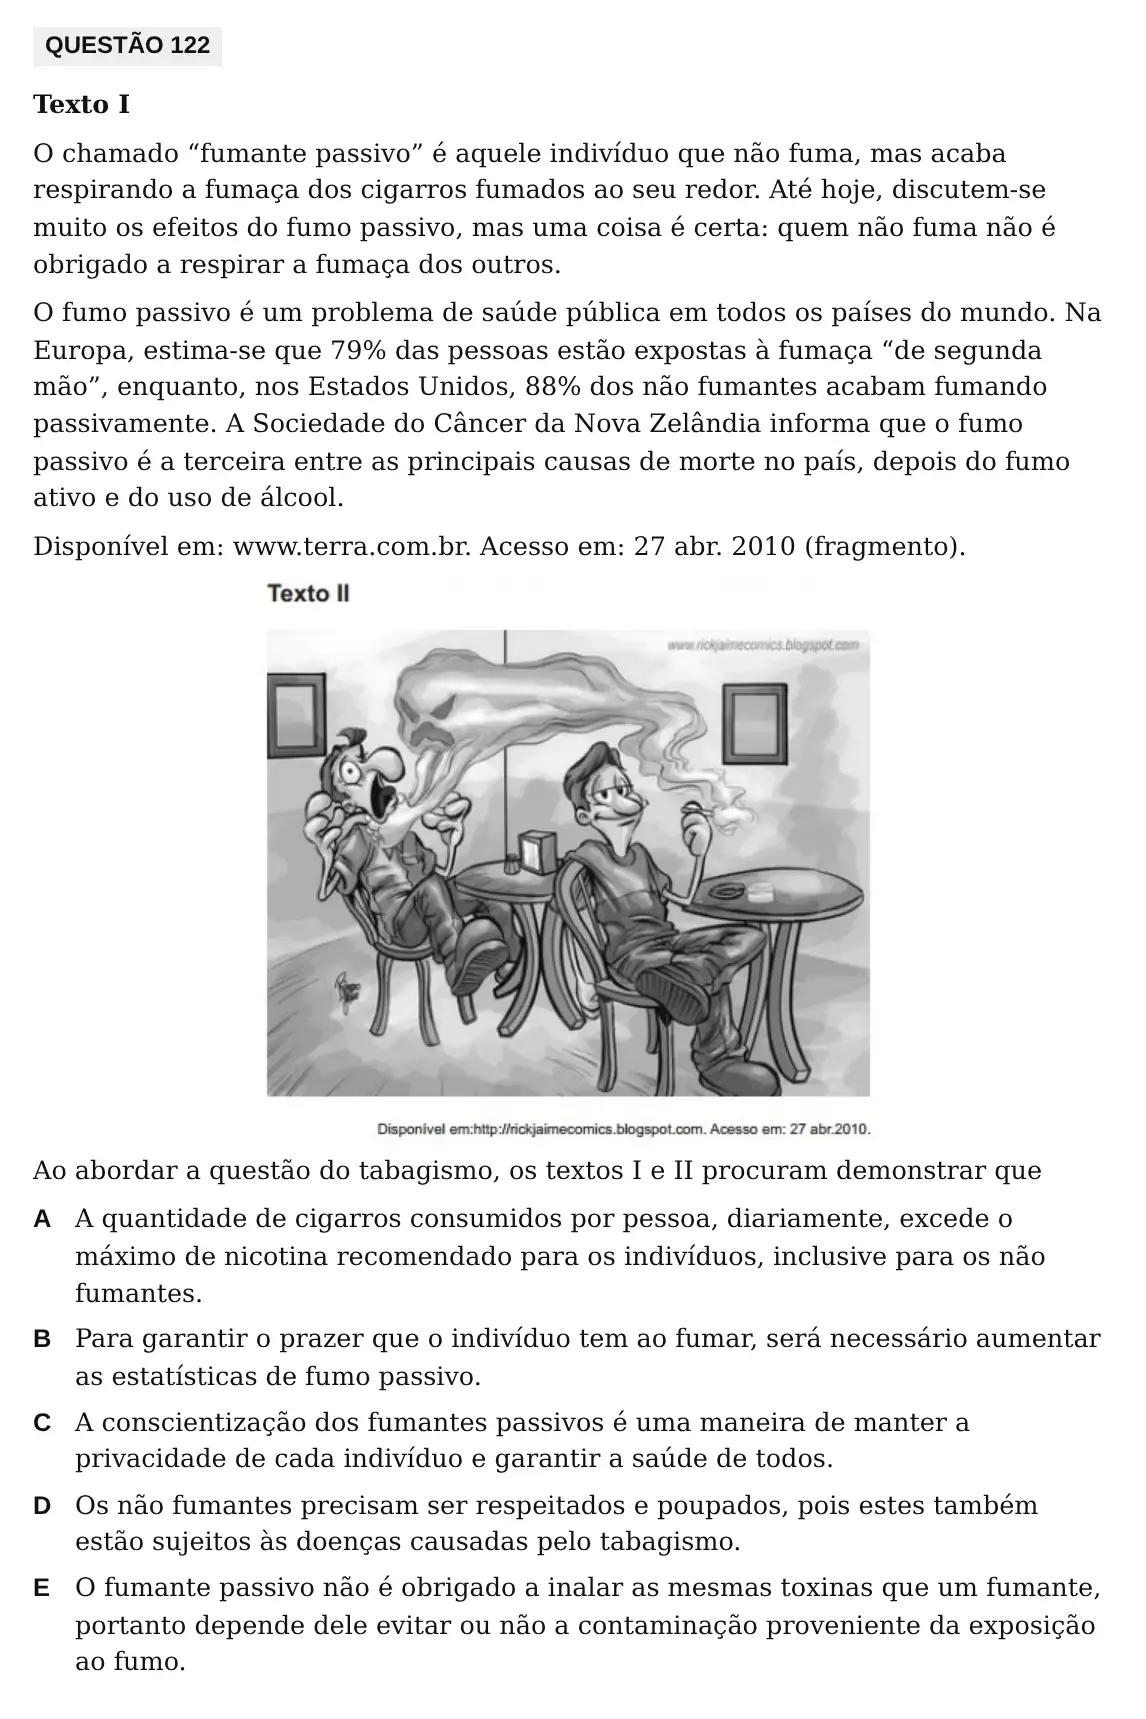 QUESTÃO 122
Texto I
O chamado “fumante passivo” é aquele indivíduo que não fuma, mas acaba
respirando a fumaça dos cigarros fumados ao seu redor. Até hoje, discutem-se
muito os efeitos do fumo passivo, mas uma coisa é certa: quem não fuma não é
obrigado a respirar a fumaça dos outros.
O fumo passivo é um problema de saúde pública em todos os países do mundo. Na
Europa, estima-se que 79% das pessoas estão expostas à fumaça “de segunda
mão”, enquanto, nos Estados Unidos, 88% dos não fumantes acabam fumando
passivamente. A Sociedade do Câncer da Nova Zelândia informa que o fumo
passivo é a terceira entre as principais causas de morte no país, depois do fumo
ativo e do uso de álcool.
Disponível em: www.terra.com.br. Acesso em: 27 abr. 2010 (fragmento).
Texto II
www.rickjaimecomics.blogspot.com
Disponível em:http://rickjaimecomics.blogspot.com. Acesso em: 27 abr.2010.
Ao abordar a questão do tabagismo, os textos I e II procuram demonstrar que
A A quantidade de cigarros consumidos por pessoa, diariamente, excede o
máximo de nicotina recomendado para os indivíduos, inclusive para os não
fumantes.
B Para garantir o prazer que o indivíduo tem ao fumar, será necessário aumentar
as estatísticas de fumo passivo.
C A conscientização dos fumantes passivos é uma maneira de manter a
privacidade de cada indivíduo e garantir a saúde de todos.
D Os não fumantes precisam ser respeitados e poupados, pois estes também
estão sujeitos às doenças causadas pelo tabagismo.
E O fumante passivo não é obrigado a inalar as mesmas toxinas que um fumante,
portanto depende dele evitar ou não a contaminação proveniente da exposição
ao fumo.